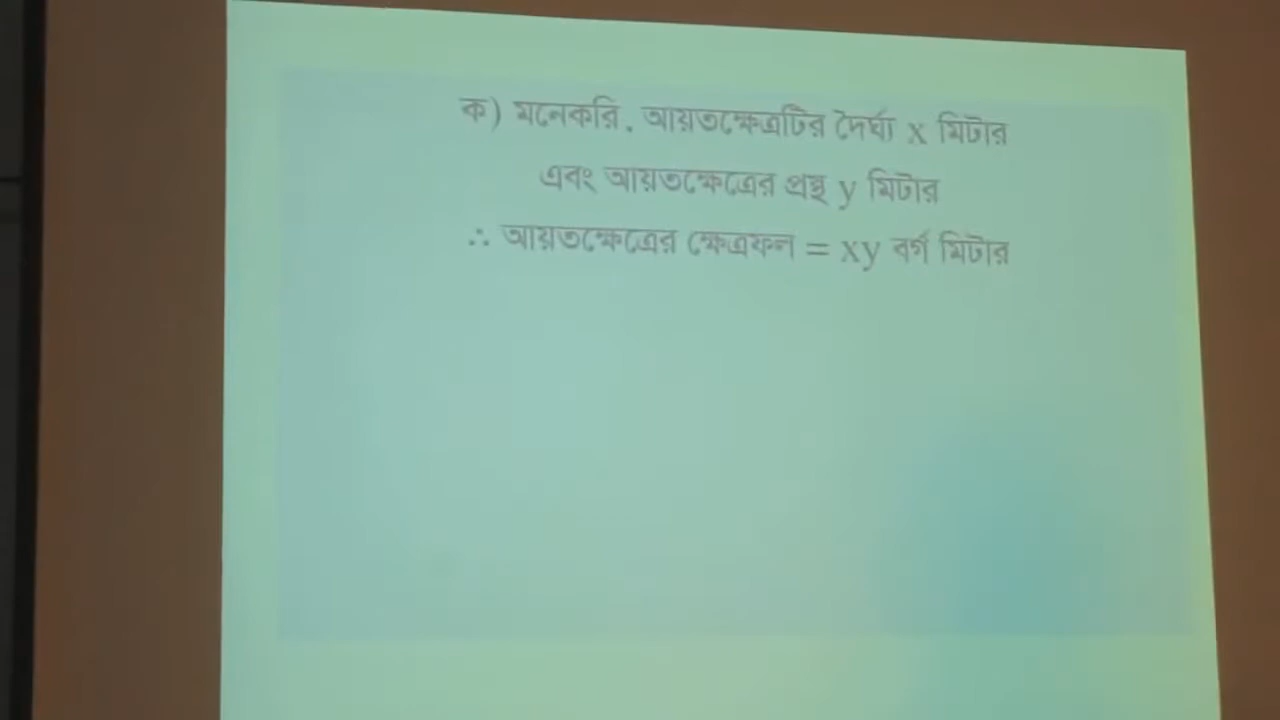 ক) মনেকরি, আয়তক্ষেত্রটির দৈর্ঘ্য x মিটার
এবং আয়তক্ষেত্রের প্রস্থ y মিটার
∴ আয়তক্ষেত্রের ক্ষেত্রফল = xy বর্গ মিটার